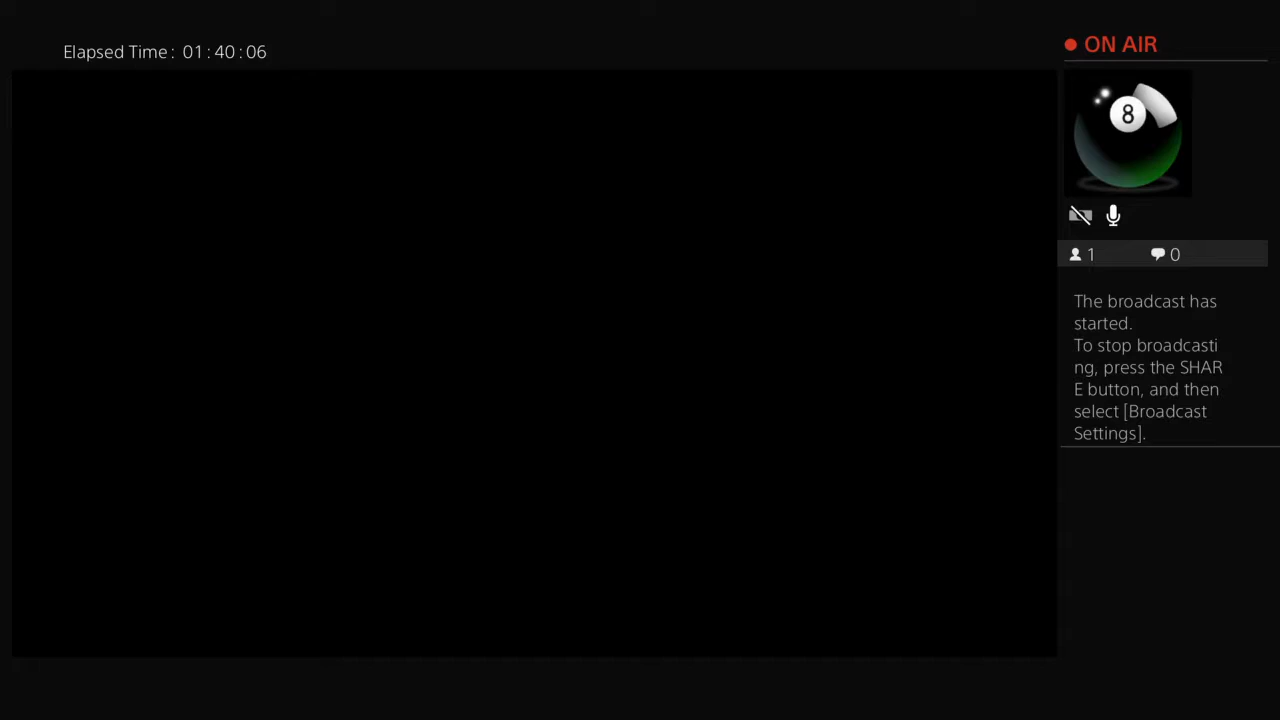 Elapsed Time: 01:40:06
ON AIR
8
1 0
The broadcast has
started.
To stop broadcasti
ng, press the SHAR
E button, and then
select [Broadcast
Settings].